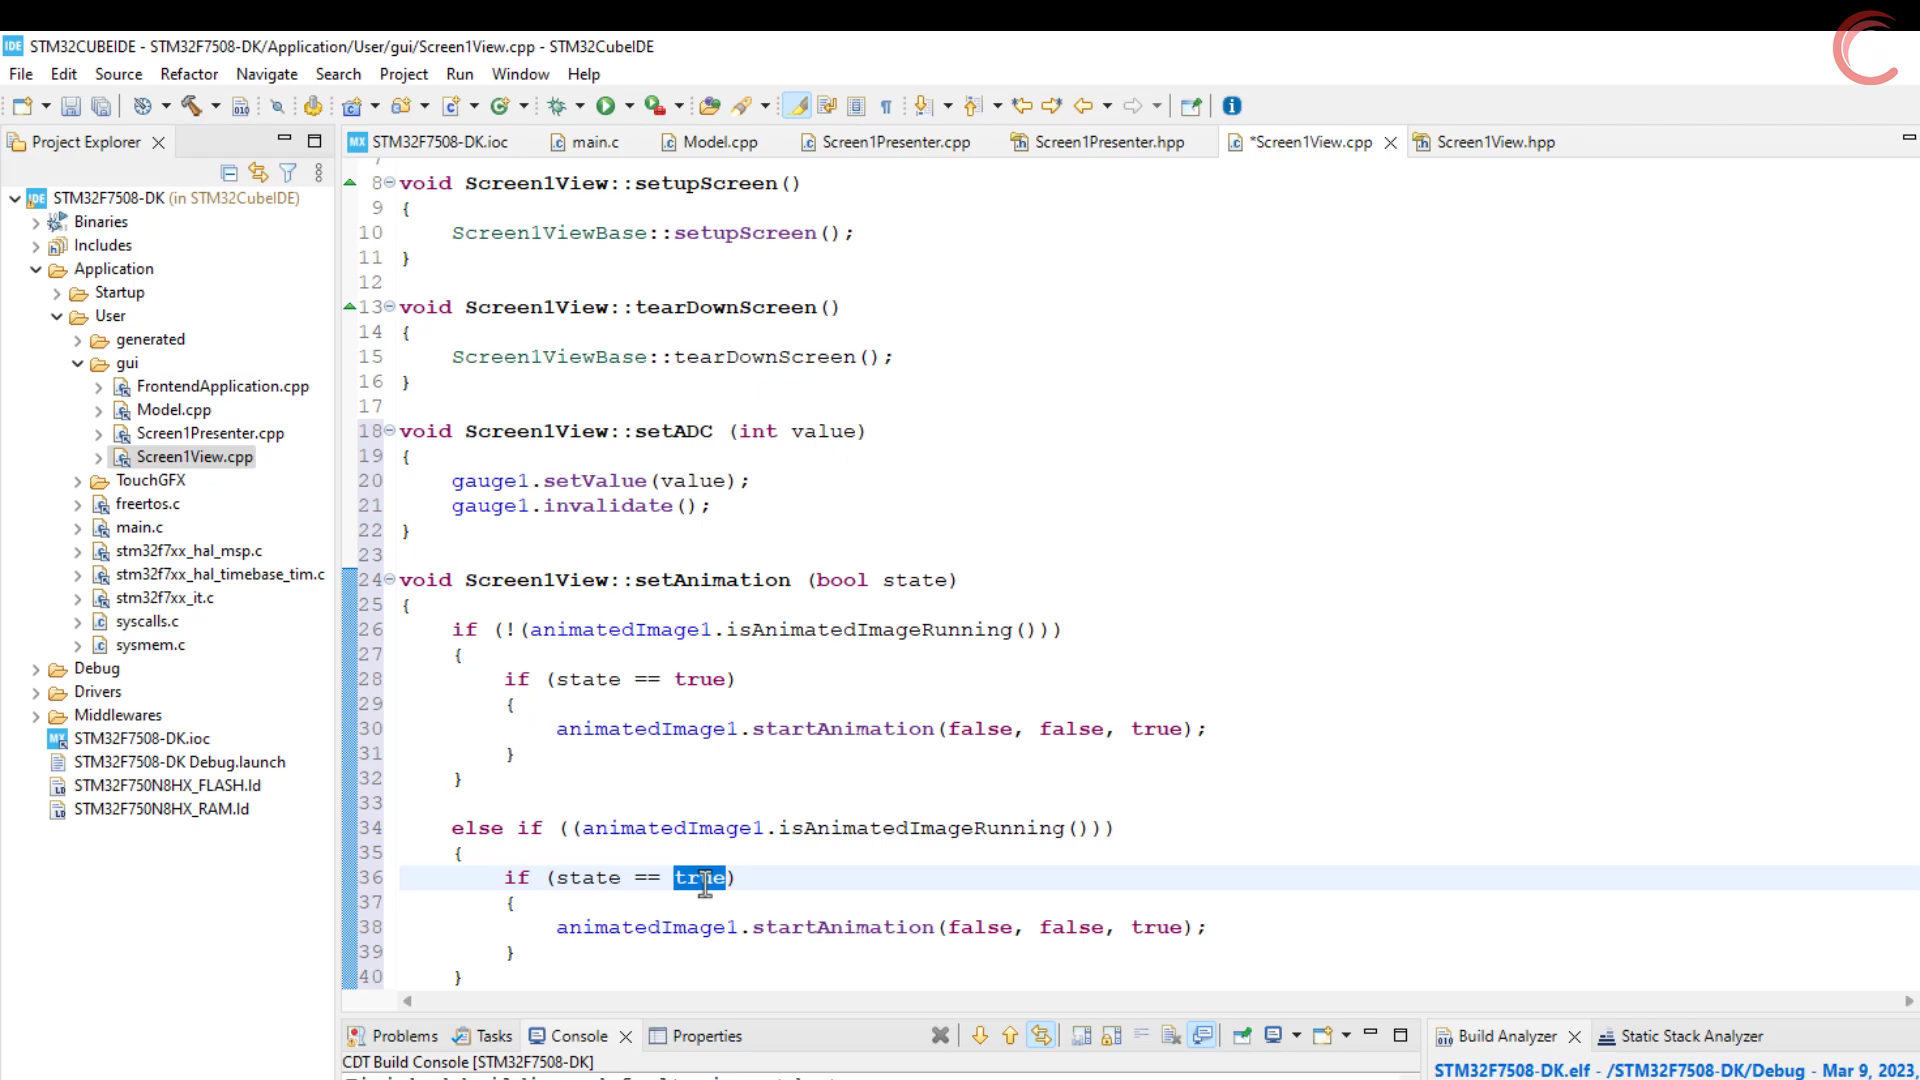 STM32CUBEIDE - STM32F7508-DK/Application/User/gui/Screen1View.cpp - STM32CubeIDE
File Edit Source Refactor Navigate Search Project Run Window Help
Project Explorer
STM32F7508-DK (in STM32CubeIDE)
Binaries
Includes
Application
Startup
User
generated
gui
FrontendApplication.cpp
Model.cpp
Screen1Presenter.cpp
Screen1View.cpp
TouchGFX
freertos.c
main.c
stm32f7xx_hal_msp.c
stm32f7xx_hal_timebase_tim.c
stm32f7xx_it.c
syscalls.c
sysmem.c
Debug
Drivers
Middlewares
STM32F7508-DK.ioc
STM32F7508-DK Debug.launch
STM32F750N8HX_FLASH.ld
STM32F750N8HX_RAM.ld
STM32F7508-DK.ioc main.c Model.cpp Screen1Presenter.cpp Screen1Presenter.hpp *Screen1View.cpp Screen1View.hpp
8 void Screen1View::setupScreen()
9 {
10 Screen1ViewBase::setupScreen();
11 }
12
13 void Screen1View::tearDownScreen()
14 {
15 Screen1ViewBase::tearDownScreen();
16 }
17
18 void Screen1View::setADC (int value)
19 {
20 gauge1.setValue(value);
21 gauge1.invalidate();
22 }
23
24 void Screen1View::setAnimation (bool state)
25 {
26 if (!(animatedImage1.isAnimatedImageRunning()))
27 {
28 if (state == true)
29 {
30 animatedImage1.startAnimation(false, false, true);
31 }
32 }
33
34 else if ((animatedImage1.isAnimatedImageRunning()))
35 {
36 if (state == true)
37 {
38 animatedImage1.startAnimation(false, false, true);
39 }
40 }
Problems Tasks Console Properties
CDT Build Console [STM32F7508-DK]
Build Analyzer Static Stack Analyzer
STM32F7508-DK.elf - /STM32F7508-DK/Debug - Mar 9, 2023,